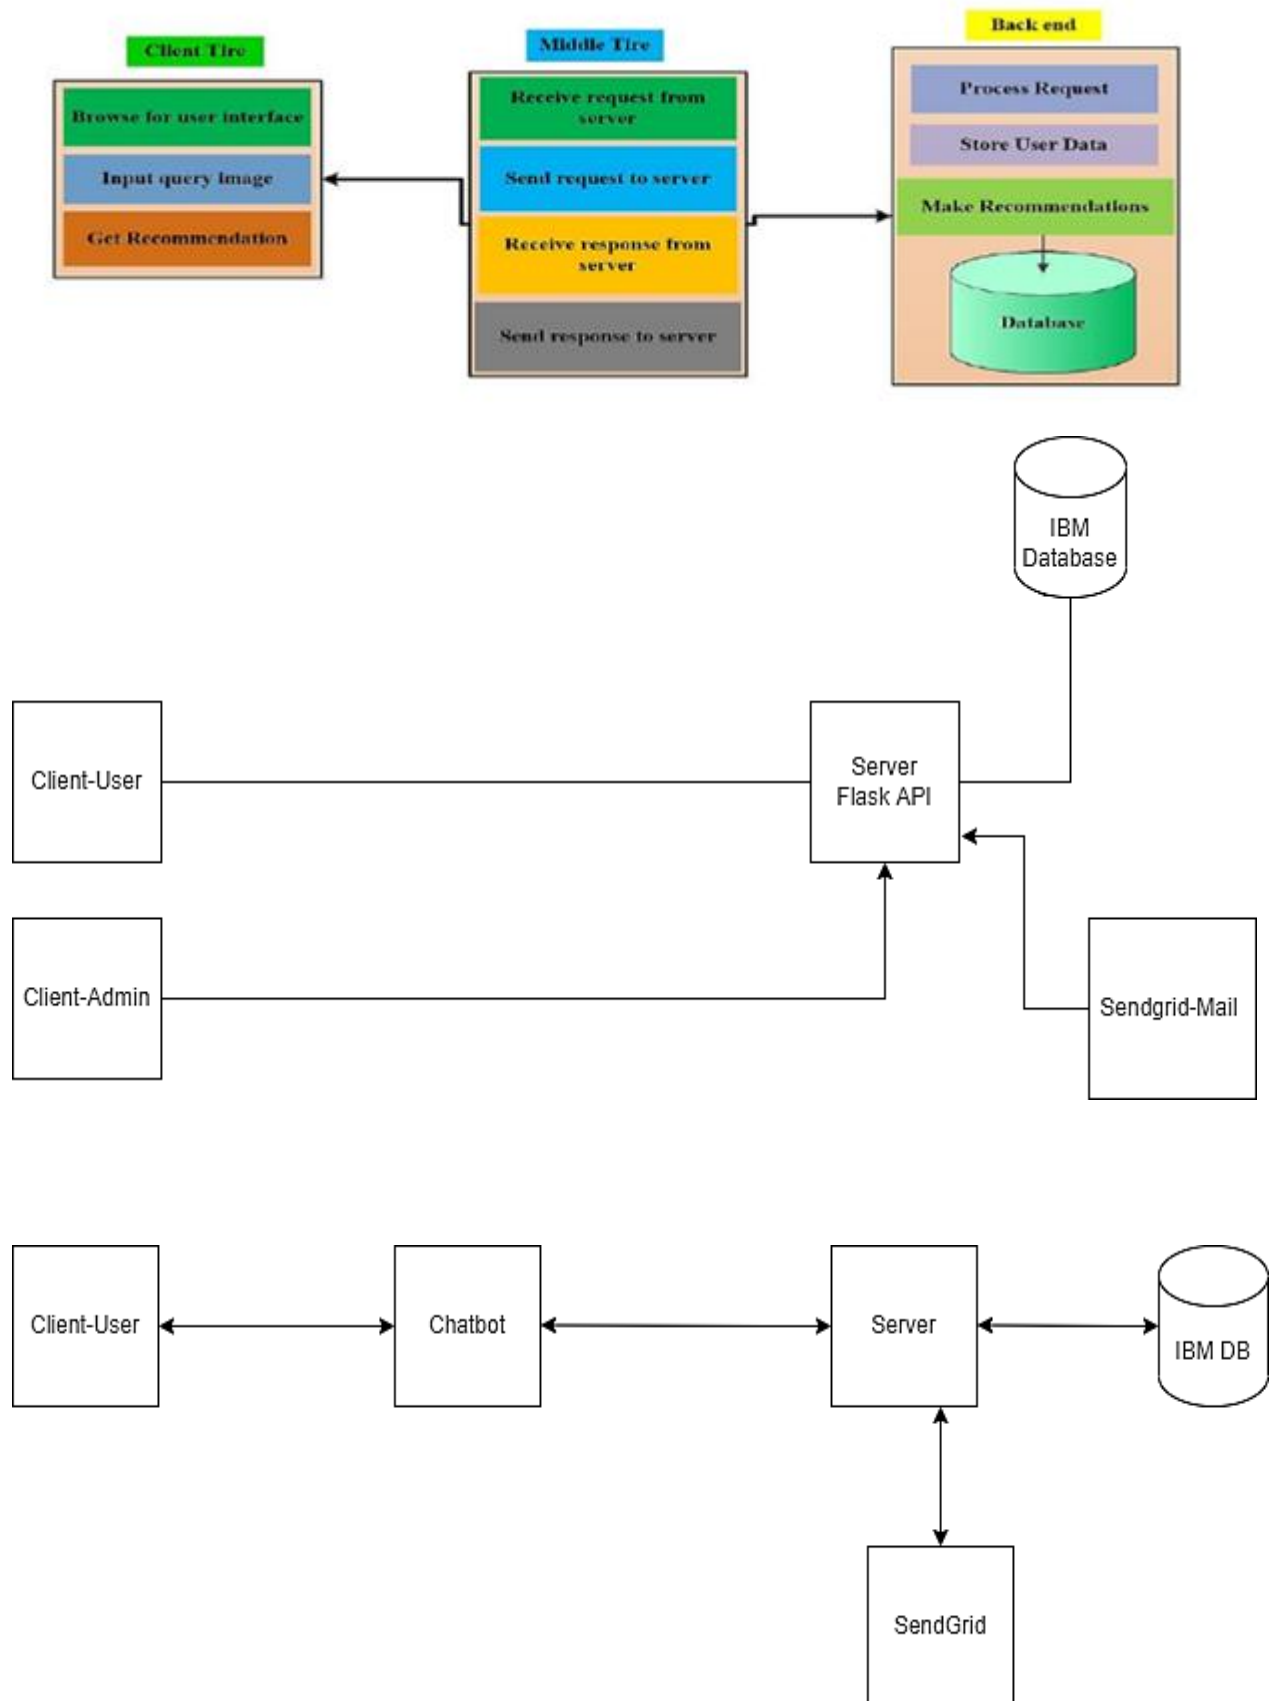 Client Tire
Browse for user interface
Input query image
Get Recommendation
Middle Tire
Receive request from
server
Send request to server
Receive response from
server
Send response to server
Back end
Process Request
Store User Data
Make Recommendations
Database
IBM
Database
Client-User
Server
Flask API
Client-Admin
Sendgrid-Mail
Client-User
Chatbot
Server
IBM DB
SendGrid